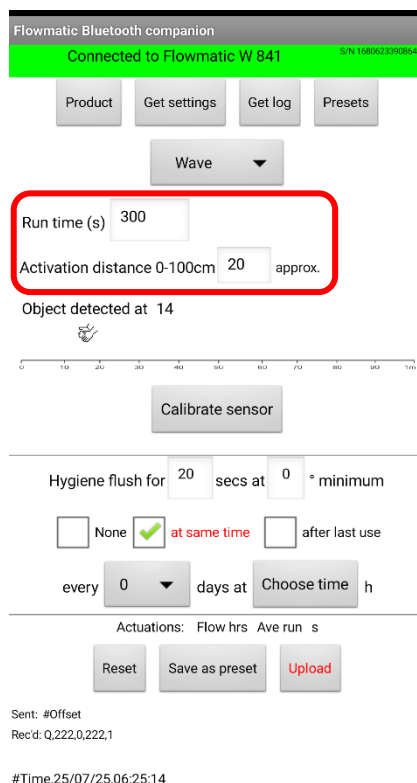 Flowmatic Bluetooth companion
Connected to Flowmatic W 841 S/N 1680623390864
Product Get settings Get log Presets
Wave
Run time (s) 300
Activation distance 0-100cm 20 approx.
Object detected at 14
0 10 20 30 40 50 60 70 80 90 1m
Calibrate sensor
Hygiene flush for 20 secs at 0 ° minimum
None at same time after last use
every 0 days at Choose time h
Actuations: Flow hrs Ave run s
Reset Save as preset Upload
Sent: #Offset
Rec'd: Q,222,0,222,1
#Time,25/07/25,06:25:14